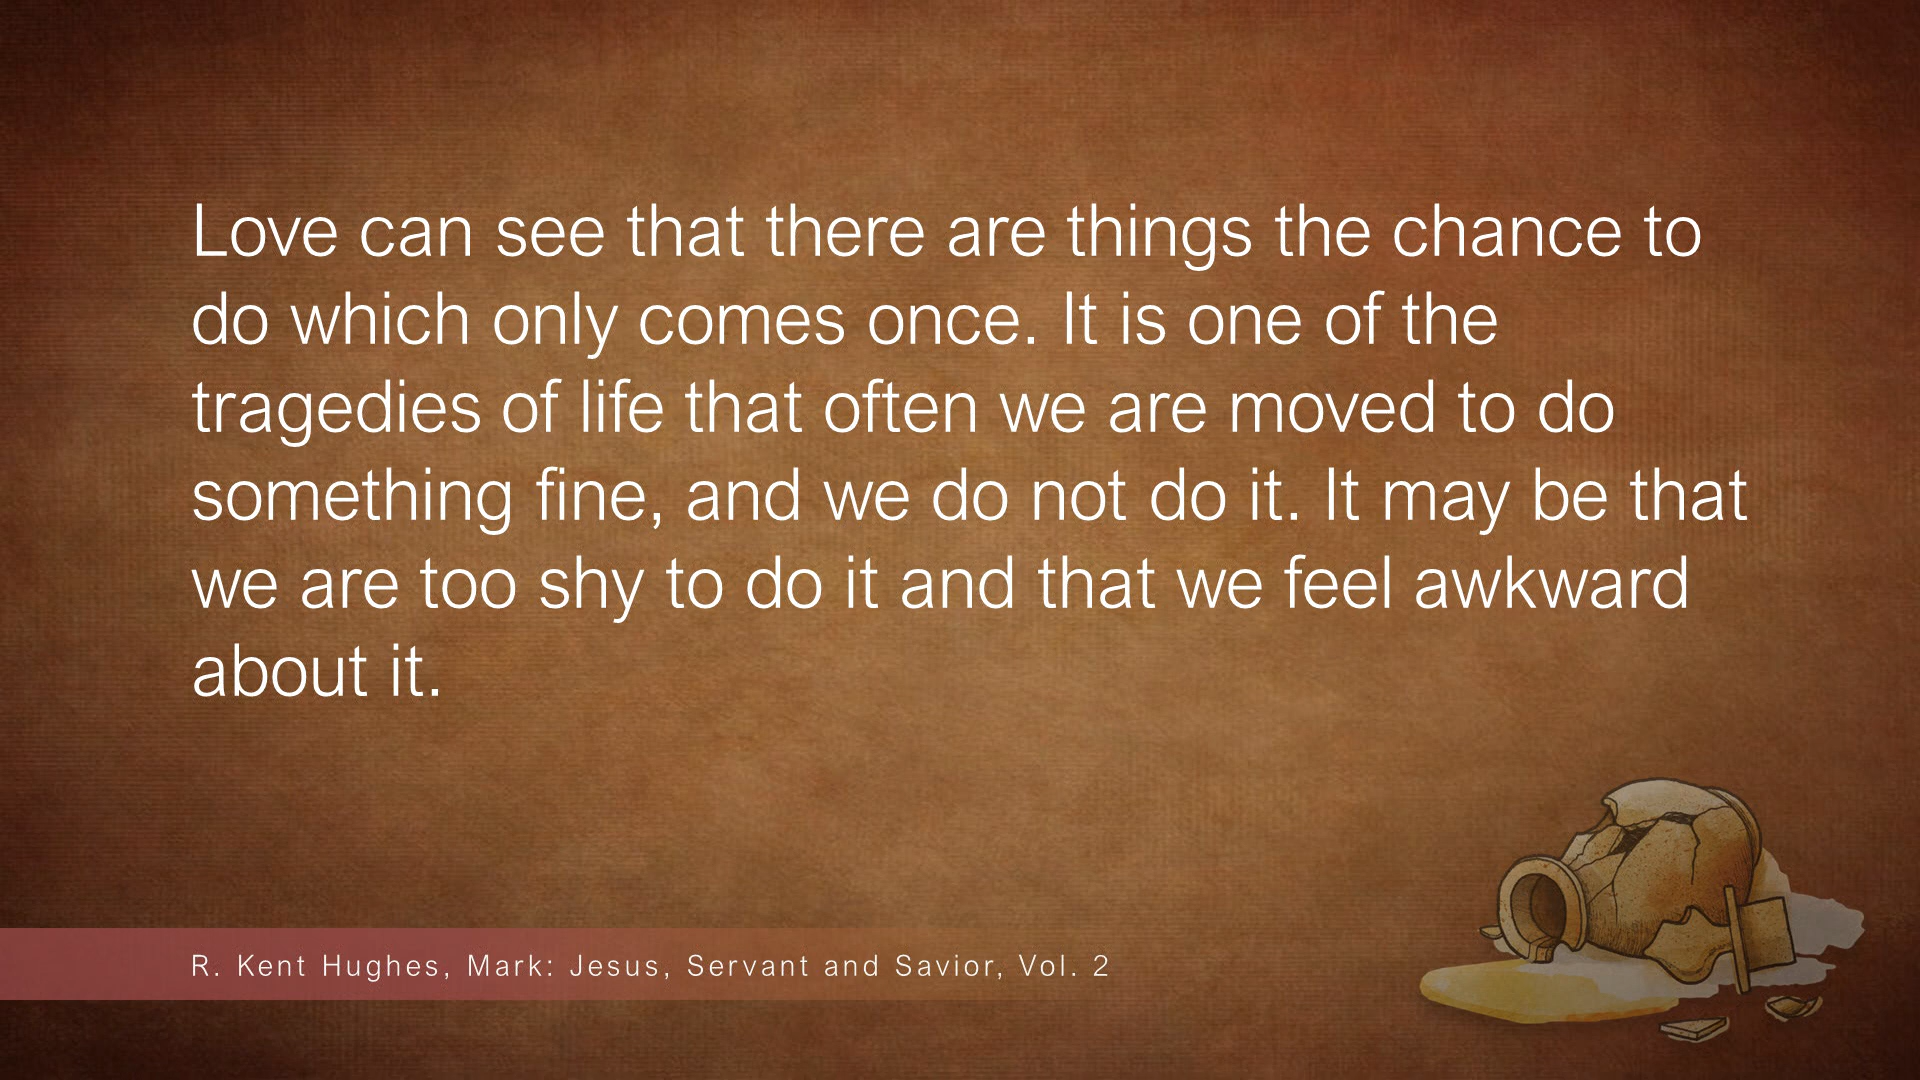 Love can see that there are things the chance to
do which only comes once. It is one of the
tragedies of life that often we are moved to do
something fine, and we do not do it. It may be that
we are too shy to do it and that we feel awkward
about it.
R. Kent Hughes, Mark: Jesus, Servant and Savior, Vol. 2